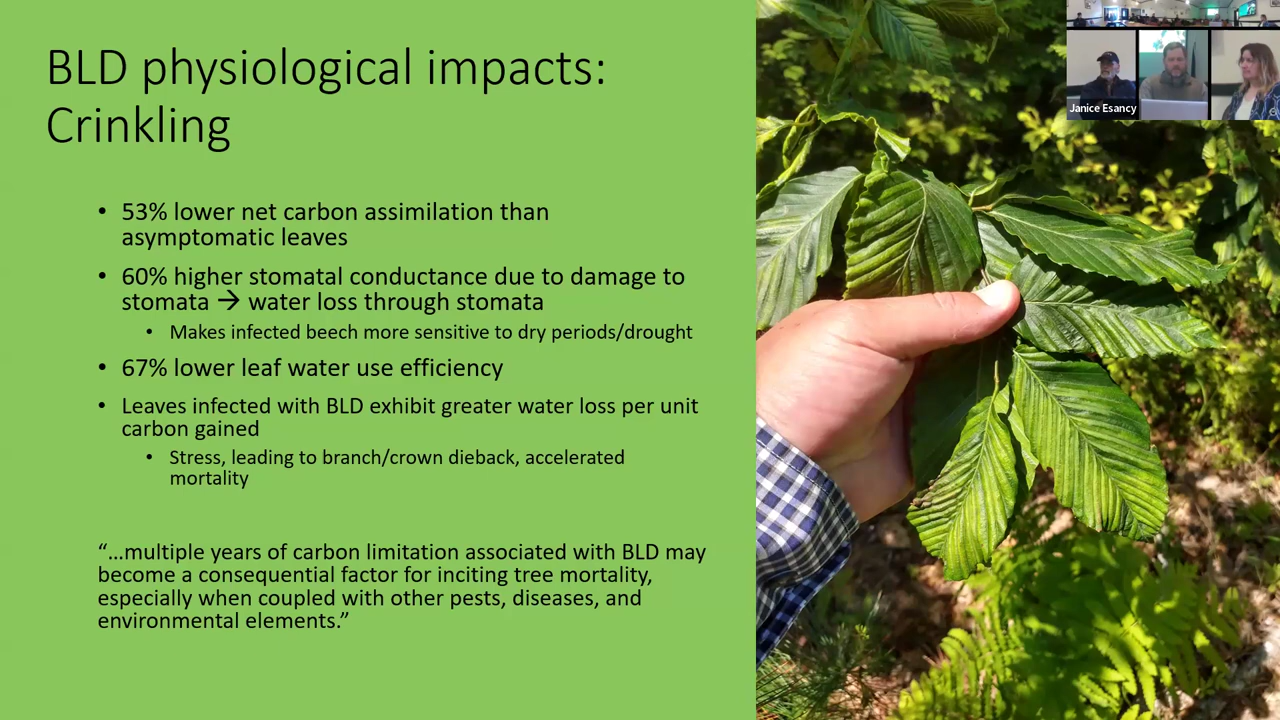 BLD physiological impacts:
Crinkling
Janice Esancy
• 53% lower net carbon assimilation than
asymptomatic leaves
• 60% higher stomatal conductance due to damage to
stomata → water loss through stomata
• Makes infected beech more sensitive to dry periods/drought
• 67% lower leaf water use efficiency
• Leaves infected with BLD exhibit greater water loss per unit
carbon gained
• Stress, leading to branch/crown dieback, accelerated
mortality
“…multiple years of carbon limitation associated with BLD may
become a consequential factor for inciting tree mortality,
especially when coupled with other pests, diseases, and
environmental elements.”